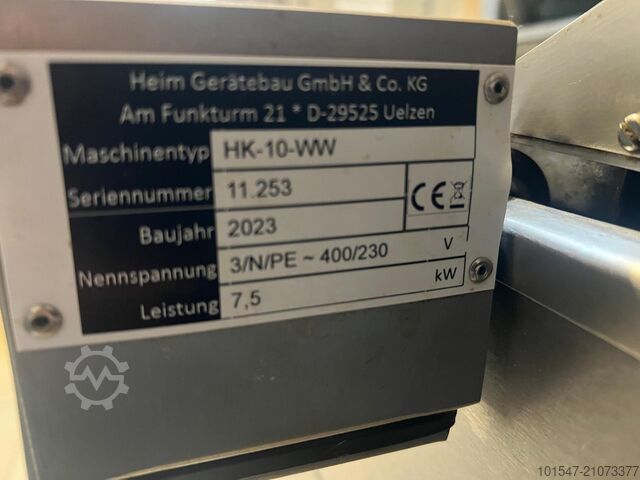 Heim Gerätebau GmbH & Co. KG
Am Funkturm 21 * D-29525 Uelzen
Maschinentyp HK-10-WW
Seriennummer 11.253
Baujahr 2023 CE
Nennspannung 3/N/PE ~ 400/230 V
Leistung 7,5 kW
101547-21073377